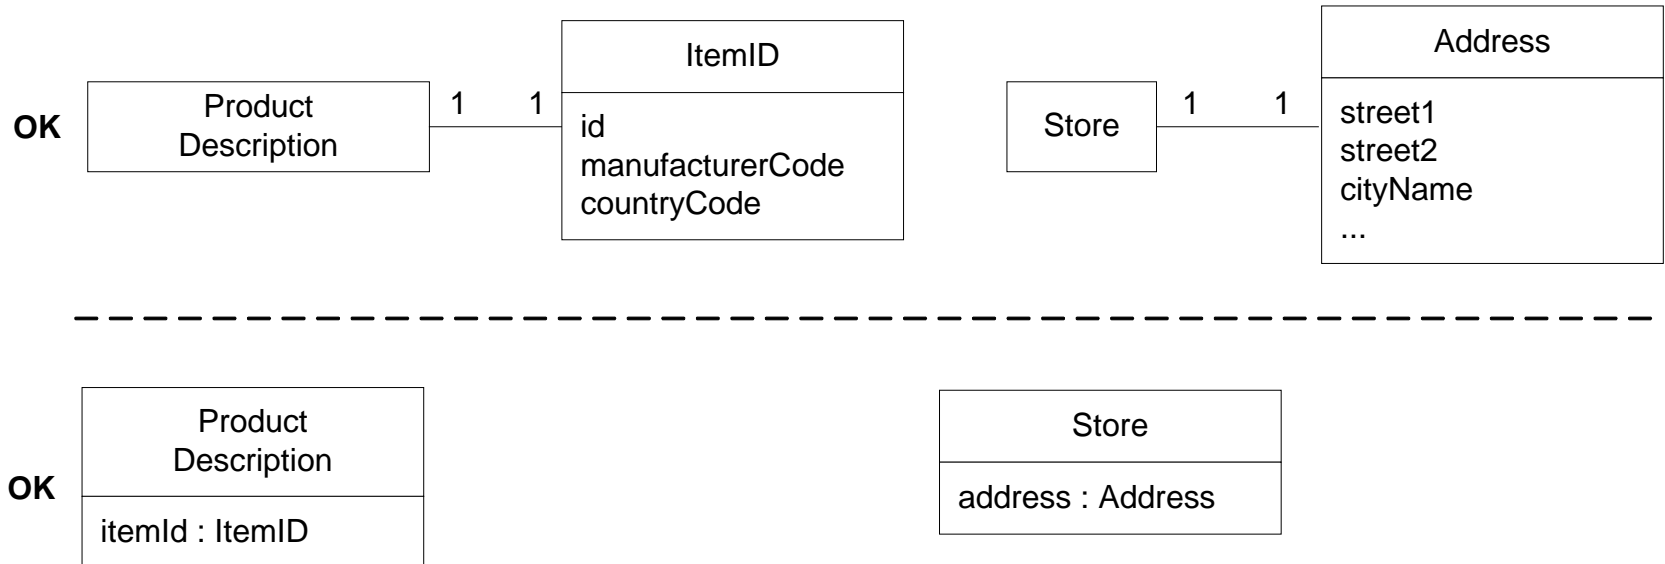 OK
Product
Description
1
1
ItemID
id
manufacturerCode
countryCode
Store
1
1
Address
street1
street2
cityName
...
OK
Product
Description
itemId : ItemID
Store
address : Address